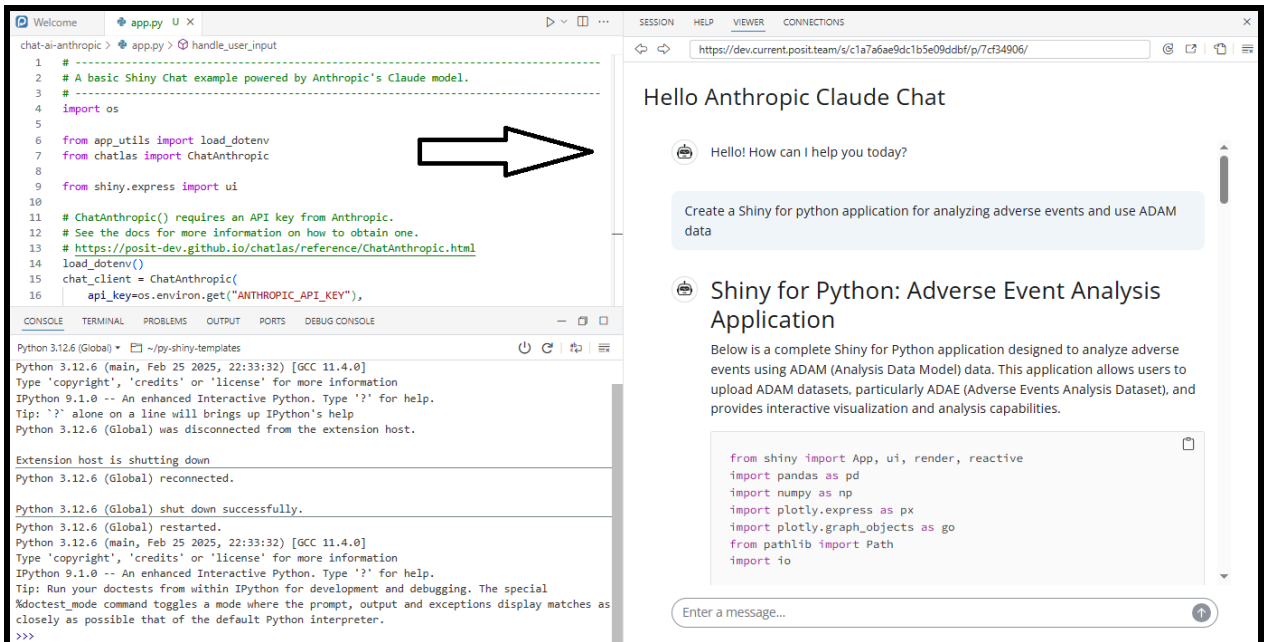 Welcome
app.py U
chat-ai-anthropic > app.py > handle_user_input
1 # -----------------------------------------------------------------------------------
2 # A basic Shiny Chat example powered by Anthropic's Claude model.
3 # -----------------------------------------------------------------------------------
4 import os
5
6 from app_utils import load_dotenv
7 from chatlas import ChatAnthropic
8
9 from shiny.express import ui
10
11 # ChatAnthropic() requires an API key from Anthropic.
12 # See the docs for more information on how to obtain one.
13 # https://posit-dev.github.io/chatlas/reference/ChatAnthropic.html
14 load_dotenv()
15 chat_client = ChatAnthropic(
16 api_key=os.environ.get("ANTHROPIC_API_KEY"),
CONSOLE TERMINAL PROBLEMS OUTPUT PORTS DEBUG CONSOLE
Python 3.12.6 (Global) ~/py-shiny-templates
Python 3.12.6 (main, Feb 25 2025, 22:33:32) [GCC 11.4.0]
Type 'copyright', 'credits' or 'license' for more information
IPython 9.1.0 -- An enhanced Interactive Python. Type '?' for help.
Tip: `?` alone on a line will brings up IPython's help
Python 3.12.6 (Global) was disconnected from the extension host.
Extension host is shutting down
Python 3.12.6 (Global) reconnected.
Python 3.12.6 (Global) shut down successfully.
Python 3.12.6 (Global) restarted.
Python 3.12.6 (main, Feb 25 2025, 22:33:32) [GCC 11.4.0]
Type 'copyright', 'credits' or 'license' for more information
IPython 9.1.0 -- An enhanced Interactive Python. Type '?' for help.
Tip: Run your doctests from within IPython for development and debugging. The special
%doctest_mode command toggles a mode where the prompt, output and exceptions display matches as
closely as possible that of the default Python interpreter.
>>>
SESSION HELP VIEWER CONNECTIONS
https://dev.current.posit.team/s/c1a7a6ae9dc1b5e09ddbf/p/7cf34906/
Hello Anthropic Claude Chat
Hello! How can I help you today?
Create a Shiny for python application for analyzing adverse events and use ADAM
data
Shiny for Python: Adverse Event Analysis
Application
Below is a complete Shiny for Python application designed to analyze adverse
events using ADAM (Analysis Data Model) data. This application allows users to
upload ADAM datasets, particularly ADAE (Adverse Events Analysis Dataset), and
provides interactive visualization and analysis capabilities.
from shiny import App, ui, render, reactive
import pandas as pd
import numpy as np
import plotly.express as px
import plotly.graph_objects as go
from pathlib import Path
import io
Enter a message...